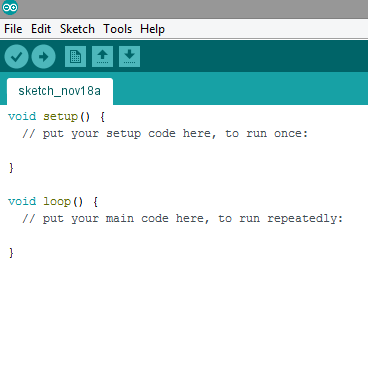 File Edit Sketch Tools Help
sketch_nov18a
void setup() {
  // put your setup code here, to run once:

}

void loop() {
  // put your main code here, to run repeatedly:

}